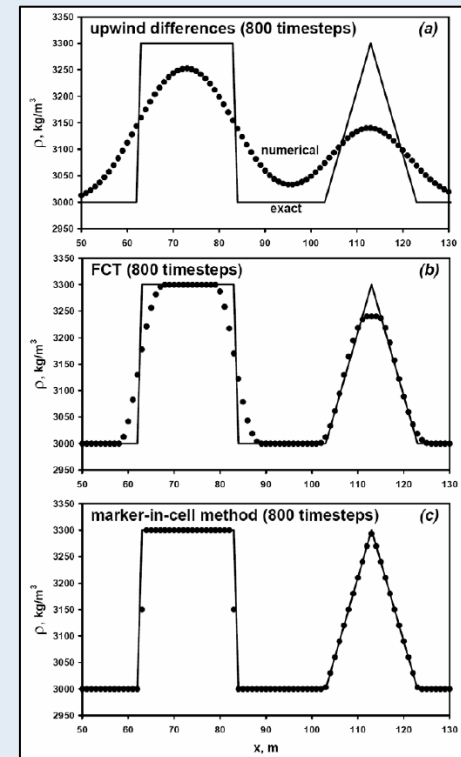 upwind differences (800 timesteps) (a)
ρ, kg/m³
3300
3250
3200
3150
3100
3050
3000
2950
numerical
exact
50 60 70 80 90 100 110 120 130
FCT (800 timesteps) (b)
ρ, kg/m³
3300
3250
3200
3150
3100
3050
3000
2950
50 60 70 80 90 100 110 120 130
marker-in-cell method (800 timesteps) (c)
ρ, kg/m³
3300
3250
3200
3150
3100
3050
3000
2950
50 60 70 80 90 100 110 120 130
x, m